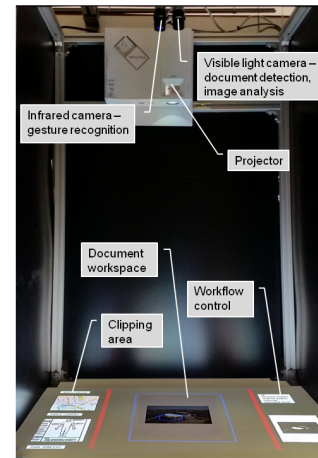 Visible light camera –
document detection,
image analysis
Infrared camera –
gesture recognition
Projector
Document
workspace
Workflow
control
Clipping
area